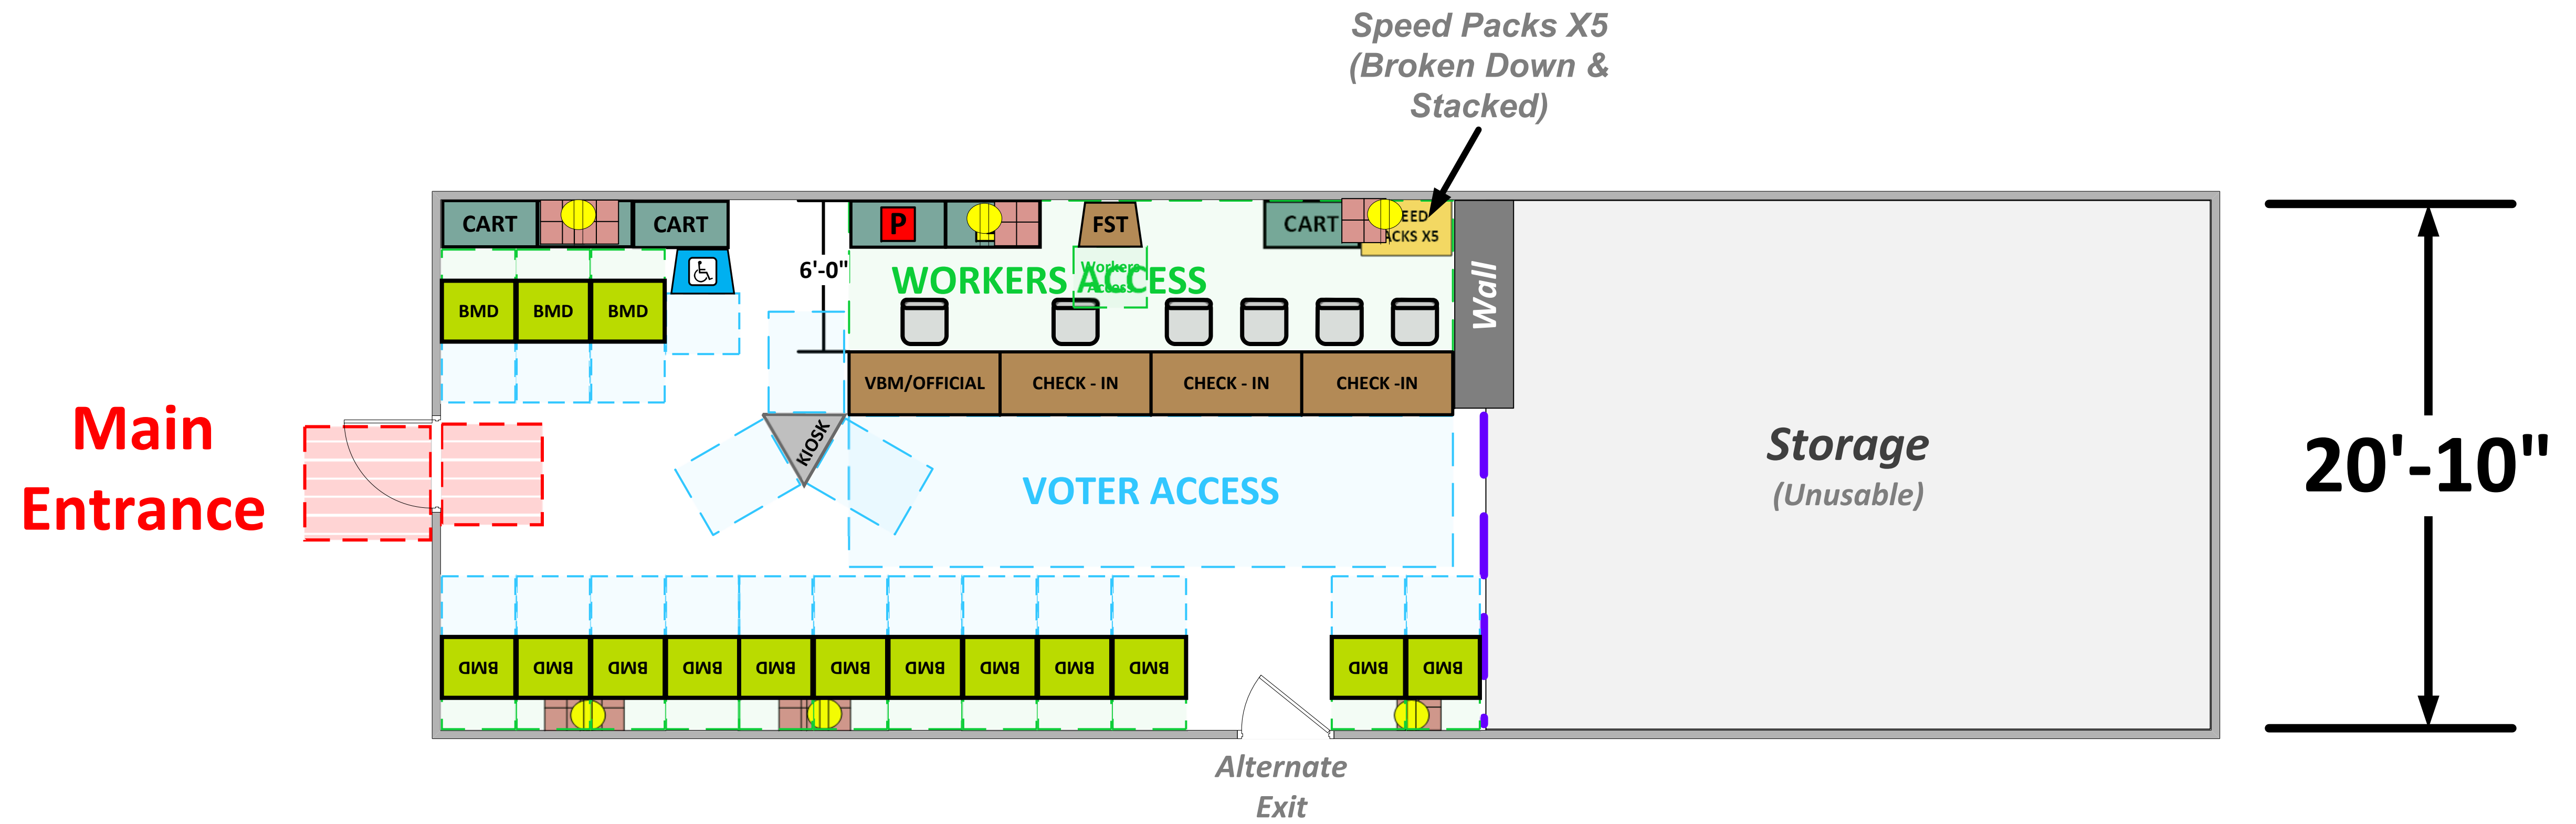 Speed Packs X5
(Broken Down &
Stacked)
CART
CART
P
FST
CART
EED
ACKS X5
6'-0"
WORKERS ACCESS
Workers
Access
Wall
BMD BMD BMD
VBM/OFFICIAL
CHECK - IN
CHECK - IN
CHECK -IN
Main
Entrance
KIOSK
VOTER ACCESS
Storage
(Unusable)
20'-10"
BMD BMD BMD BMD BMD BMD BMD BMD BMD BMD
BMD BMD
Alternate
Exit